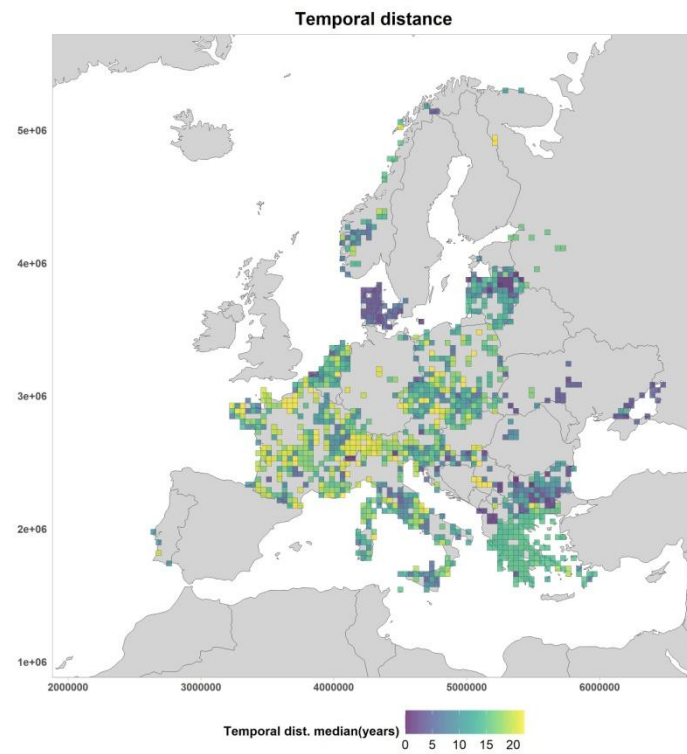 Temporal distance
5e+06
4e+06
3e+06
2e+06
1e+06
2000000 3000000 4000000 5000000 6000000
Temporal dist. median(years)
0 5 10 15 20